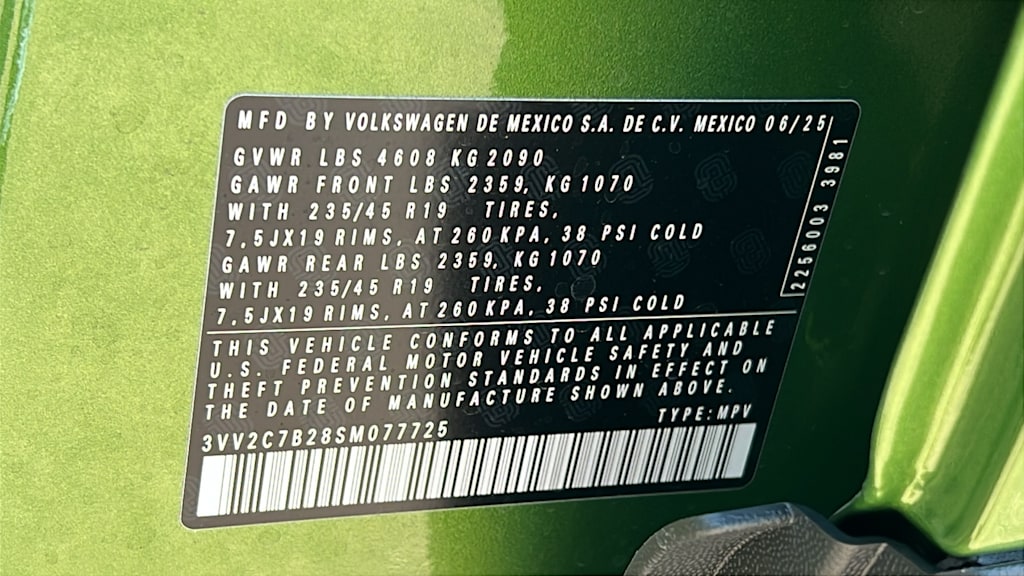 MFD BY VOLKSWAGEN DE MEXICO S.A. DE C.V. MEXICO 06/25
GVWR LBS 4608 KG 2090
GAWR FRONT LBS 2359, KG 1070
WITH 235/45 R19 TIRES,
7,5JX19 RIMS, AT 260 KPA, 38 PSI COLD
GAWR REAR LBS 2359, KG 1070
WITH 235/45 R19 TIRES,
7,5JX19 RIMS, AT 260 KPA, 38 PSI COLD
2256003 3981
THIS VEHICLE CONFORMS TO ALL APPLICABLE
U.S. FEDERAL MOTOR VEHICLE SAFETY AND
THEFT PREVENTION STANDARDS IN EFFECT ON
THE DATE OF MANUFACTURE SHOWN ABOVE.
TYPE: MPV
3VV2C7B28SM077725